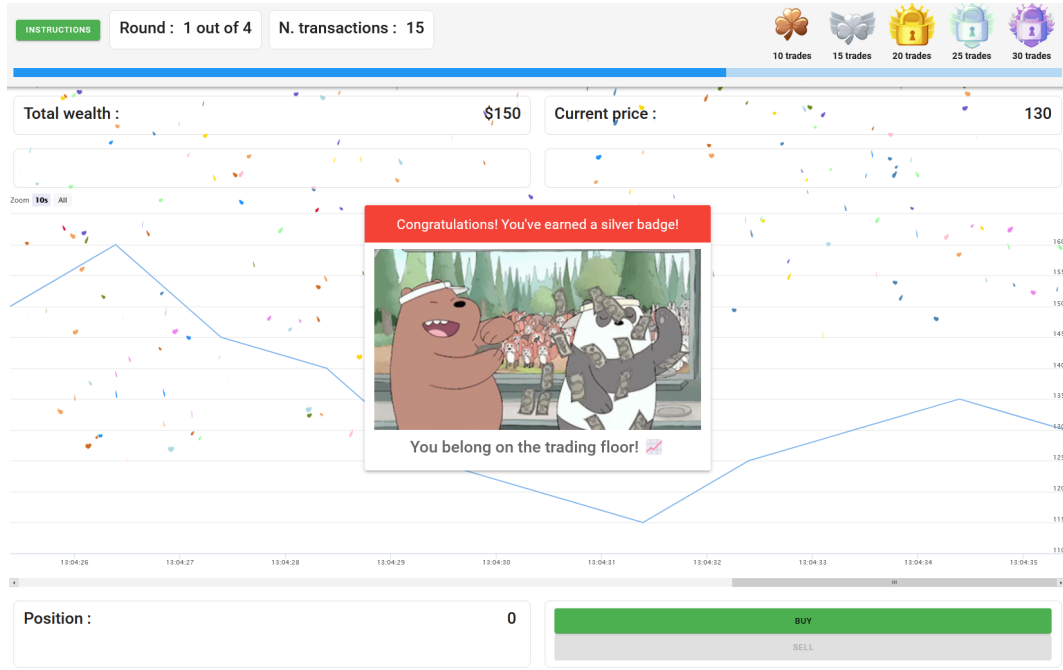 INSTRUCTIONS
Round : 1 out of 4
N. transactions : 15
10 trades
15 trades
20 trades
25 trades
30 trades
Total wealth :
$150
Current price :
130
Zoom 10s All
Congratulations! You've earned a silver badge!
You belong on the trading floor! 📈
140
120
13:04:26
13:04:27
13:04:28
13:04:29
13:04:30
13:04:31
13:04:32
13:04:33
13:04:34
13:04:35
Position :
0
BUY
SELL